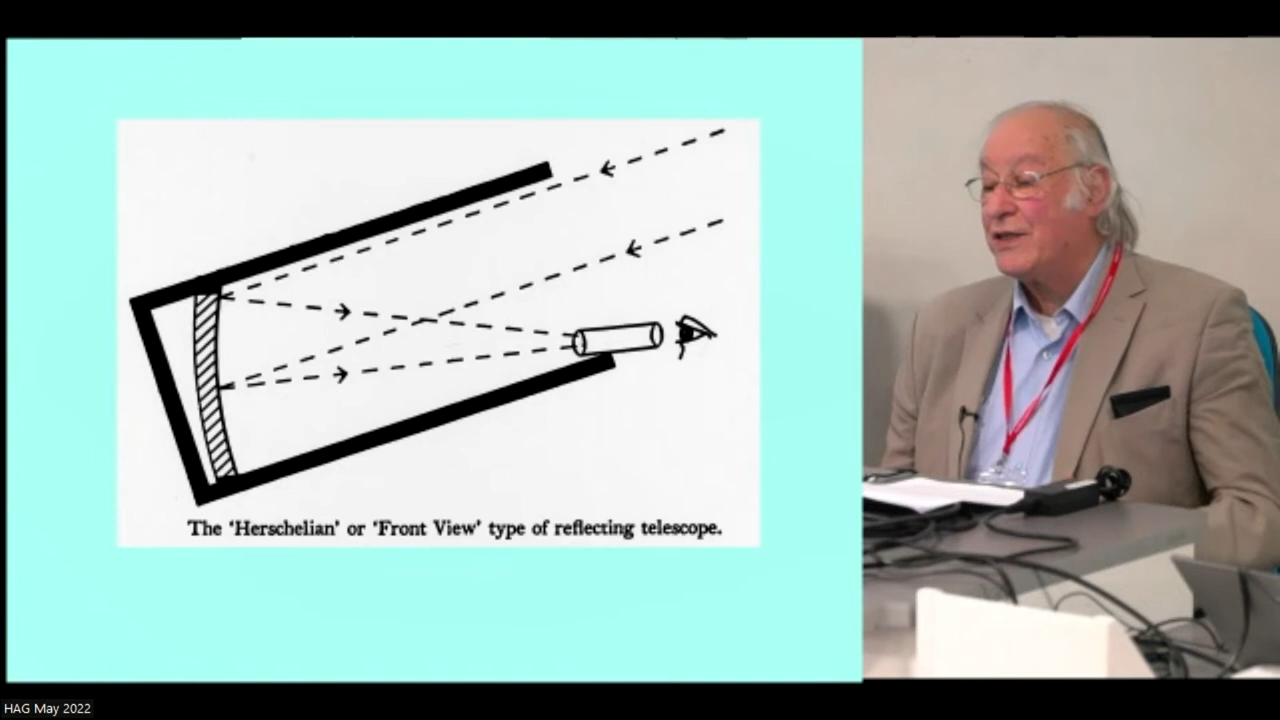 The ‘Herschelian’ or ‘Front View’ type of reflecting telescope.
HAG May 2022